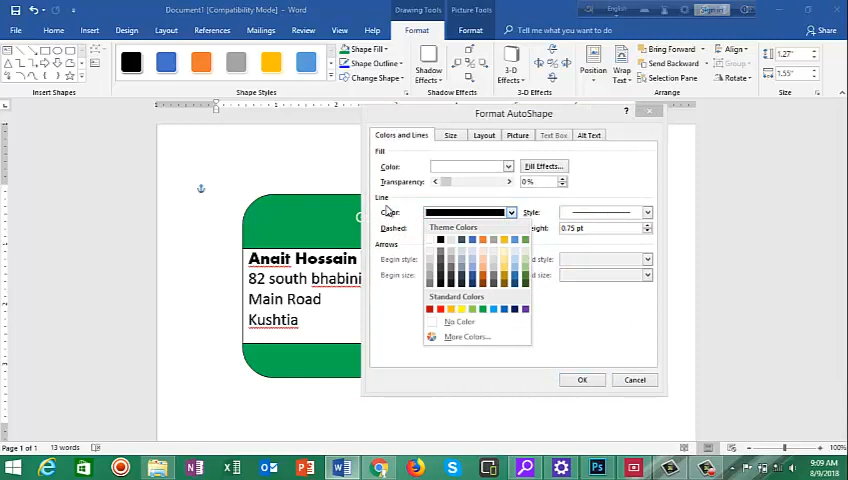 Document1 [Compatibility Mode] - Word
Drawing Tools
Picture Tools
English
Sign in
File
Home
Insert
Design
Layout
References
Mailings
Review
View
Help
Format
Format
Tell me what you want to do
Share
Shape Fill
Shape Outline
Change Shape
Shadow
Effects
3-D
Effects
Position
Wrap
Text
Bring Forward
Send Backward
Selection Pane
Align
Group
Rotate
1.27"
1.55"
Insert Shapes
Shape Styles
Shadow Effects
3-D Effects
Arrange
Size
Format AutoShape
?
Colors and Lines
Size
Layout
Picture
Text Box
Alt Text
Fill
Color:
Fill Effects...
Transparency:
0 %
Line
Color:
Style:
Dashed:
0.75 pt
Arrows
Begin style:
Begin size:
Theme Colors
Standard Colors
No Color
More Colors...
OK
Cancel
Anait Hossain
82 south bhabini
Main Road
Kushtia
Page 1 of 1
13 words
100%
9:09 AM
8/9/2018